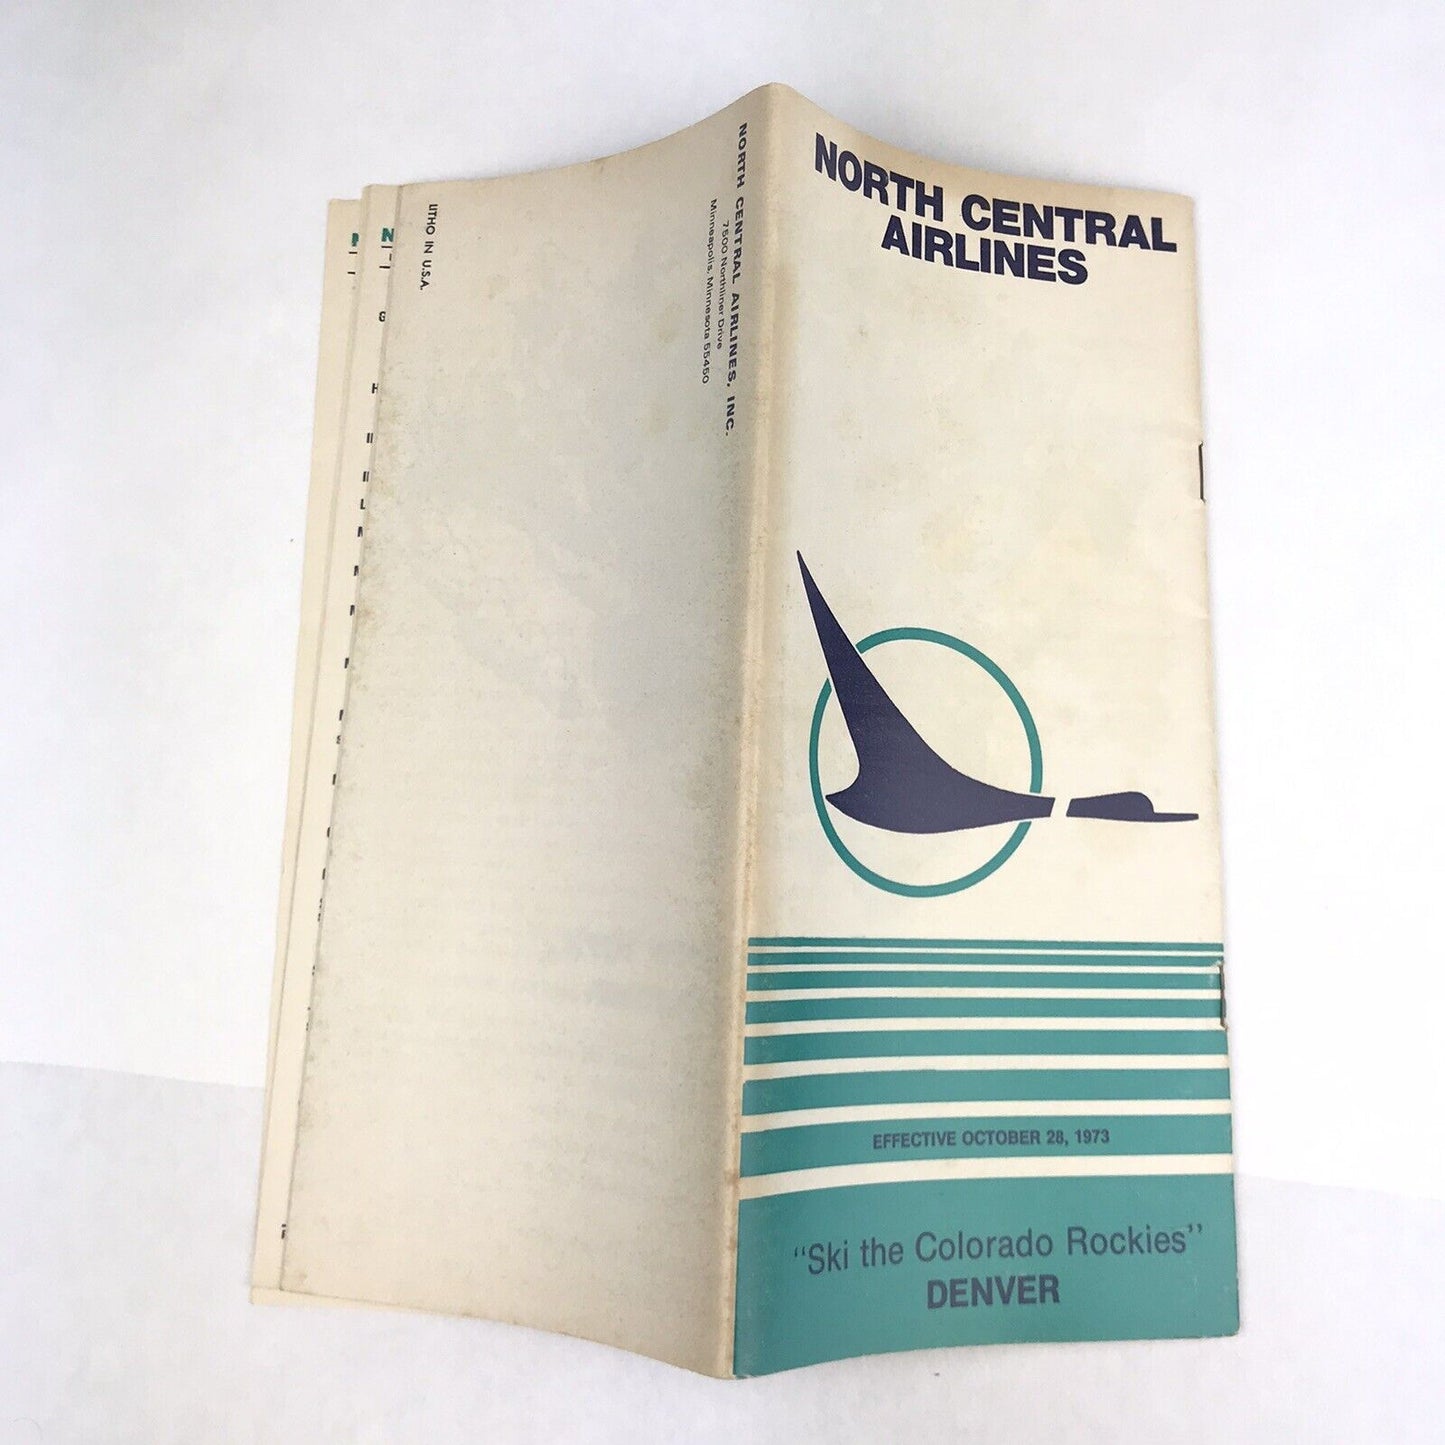 NORTH CENTRAL
AIRLINES
EFFECTIVE OCTOBER 28, 1973
“Ski the Colorado Rockies”
DENVER
NORTH CENTRAL AIRLINES, INC.
7500 Northliner Drive
Minneapolis, Minnesota 55450
LITHO IN U.S.A.